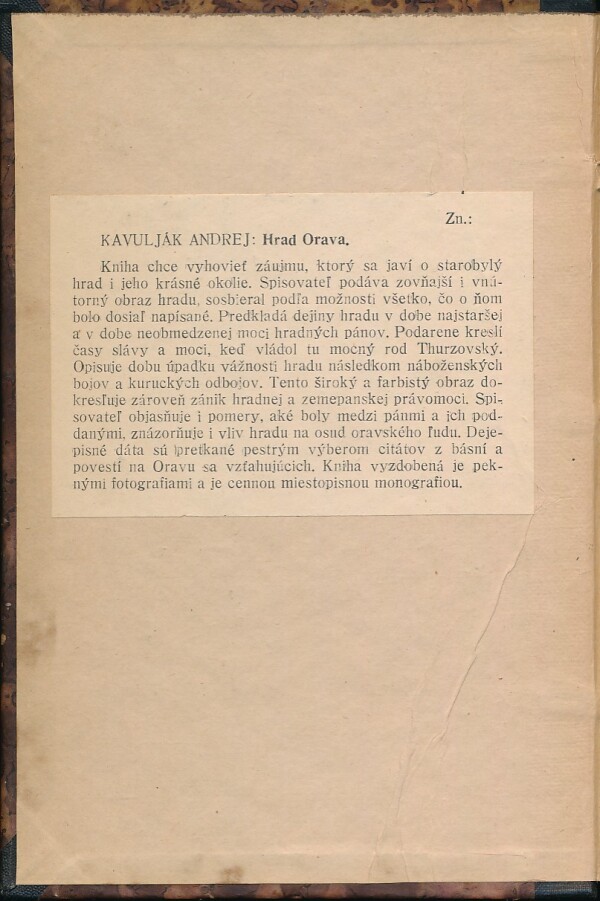 Zn.:
KAVULJÁK ANDREJ: Hrad Orava.
Kniha chce vyhovieť záujmu, ktorý sa javí o starobylý
hrad i jeho krásné okolie. Spisovateľ podáva zovňajší i vnú-
torný obraz hradu, sosbieral podľa možnosti všetko, čo o ňom
bolo dosiaľ napísané. Predkladá dejiny hradu v dobe najstaršej
a v dobe neobmedzenej moci hradných pánov. Podarene kreslí
časy slávy a moci, keď vládol tu mocný rod Thurzovský.
Opisuje dobu úpadku vážnosti hradu následkom náboženských
bojov a kuruckých odbojov. Tento široký a farbistý obraz do-
kresľuje zároveň zánik hradnej a zemepanskej právomoci. Spi-
sovateľ objasňuje i pomery, aké boly medzi pánmi a ich pod-
danými, znázorňuje i vliv hradu na osud oravského ľudu. Deje-
pisné dáta sú pretkané pestrým výberom citátov z básní a
povestí na Oravu sa vzťahujúcich. Kniha vyzdobená je pek-
nými fotografiami a je cennou miestopisnou monografiou.